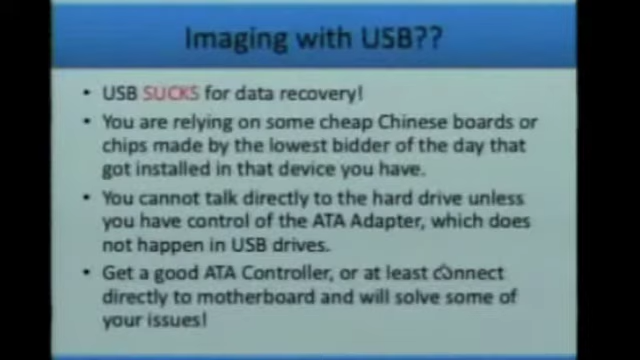 Imaging with USB??
• USB SUCKS for data recovery!
• You are relying on some cheap Chinese boards or
chips made by the lowest bidder of the day that
got installed in that device you have.
• You cannot talk directly to the hard drive unless
you have control of the ATA Adapter, which does
not happen in USB drives.
• Get a good ATA Controller, or at least connect
directly to motherboard and will solve some of
your issues!